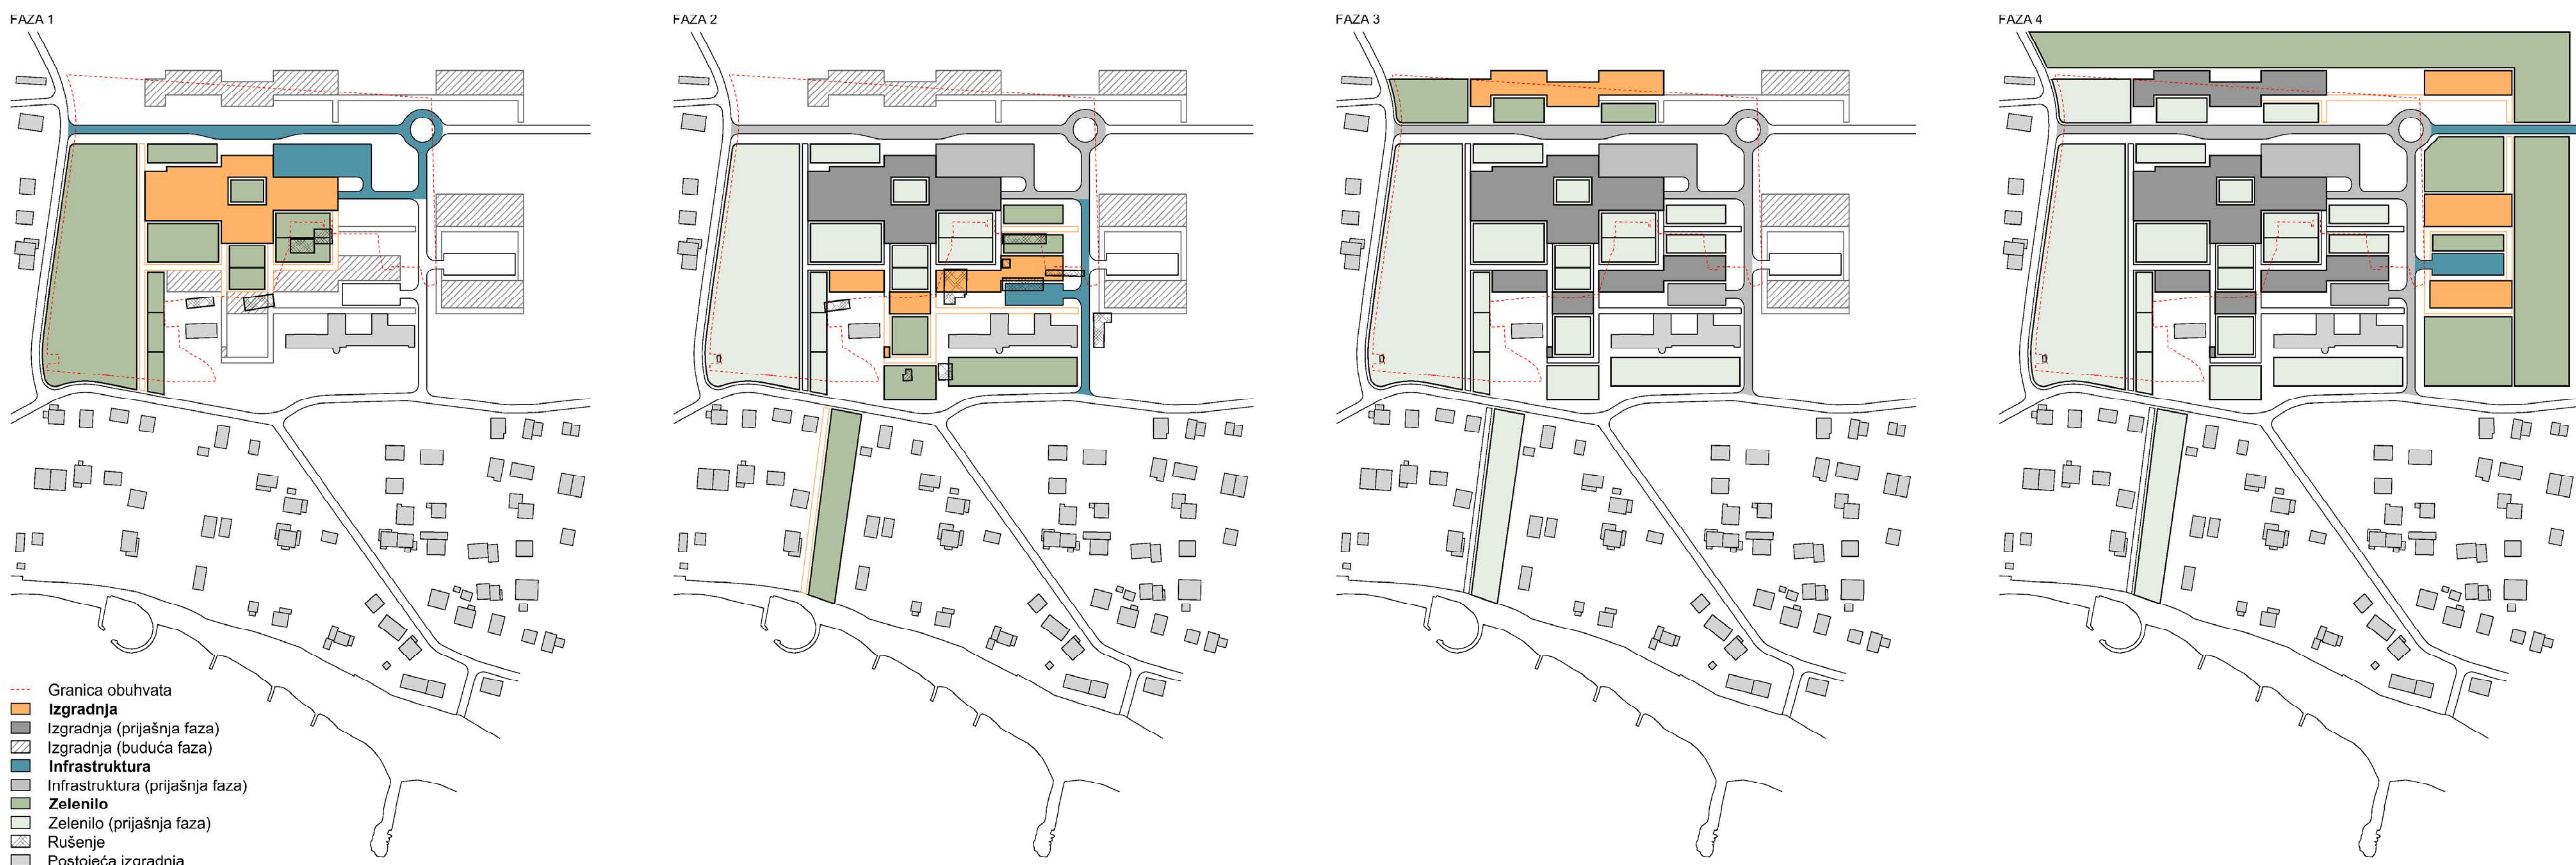 FAZA 1
FAZA 2
FAZA 3
FAZA 4
Granica obuhvata
Izgradnja
Izgradnja (prijašnja faza)
Izgradnja (buduća faza)
Infrastruktura
Infrastruktura (prijašnja faza)
Zelenilo
Zelenilo (prijašnja faza)
Rušenje
Postojeća izgradnja